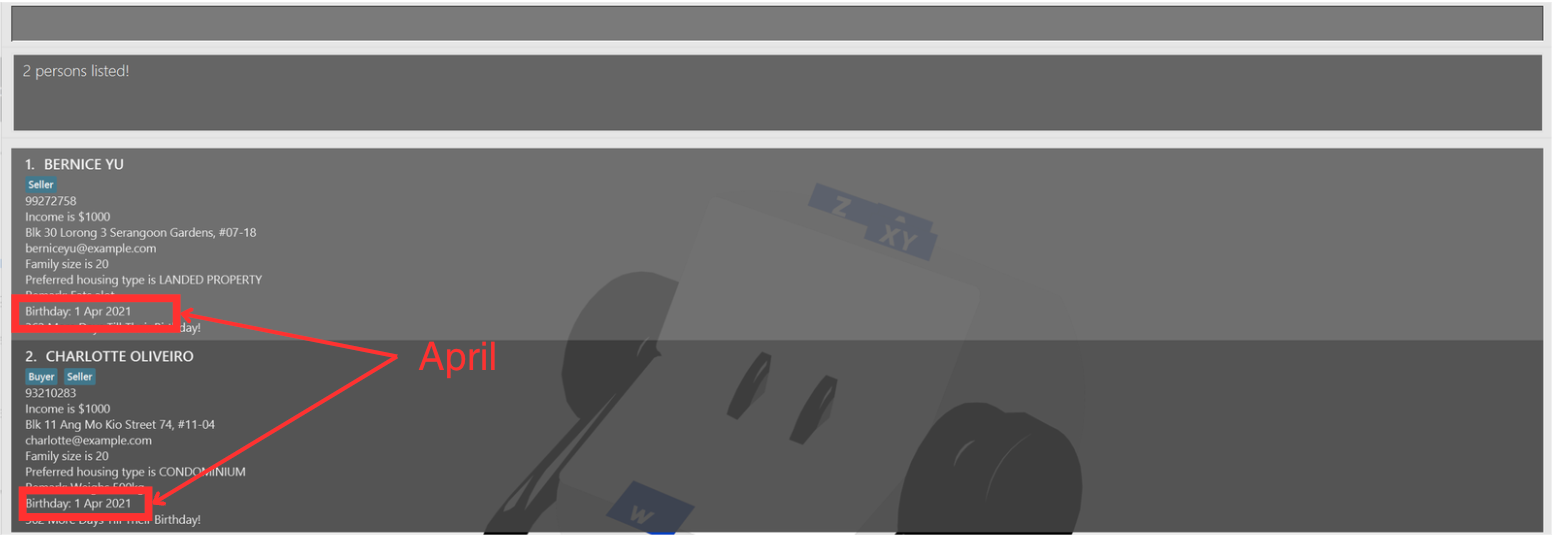 2 persons listed!
1. BERNICE YU
Seller
99272758
Income is $1000
Blk 30 Lorong 3 Serangoon Gardens, #07-18
berniceyu@example.com
Family size is 20
Preferred housing type is LANDED PROPERTY
Birthday: 1 Apr 2021
More Days Till Their Birthday!
April
2. CHARLOTTE OLIVEIRO
Buyer Seller
93210283
Income is $1000
Blk 11 Ang Mo Kio Street 74, #11-04
charlotte@example.com
Family size is 20
Preferred housing type is CONDOMINIUM
Birthday: 1 Apr 2021
362 More Days Till Their Birthday!
Z
XY
W